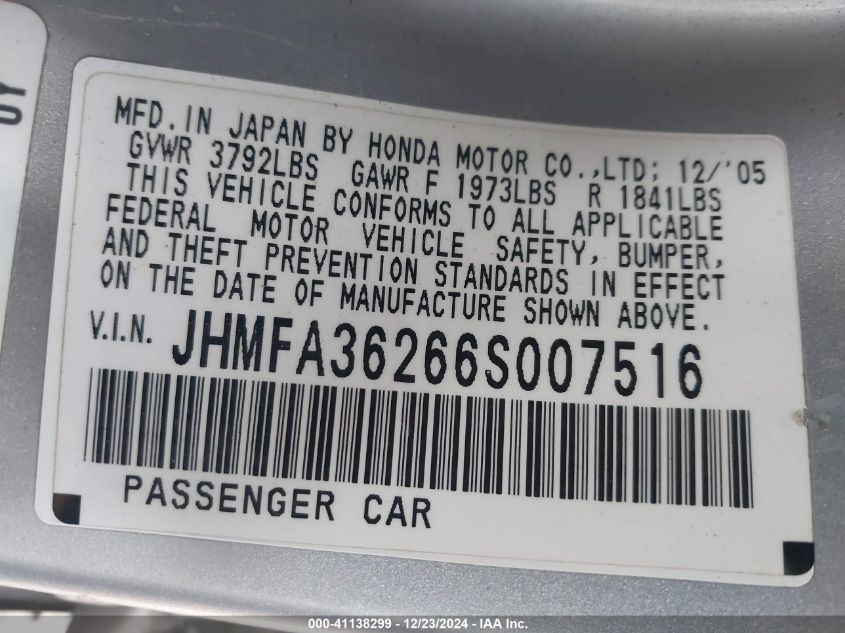 OY
MFD. IN JAPAN BY HONDA MOTOR CO.,LTD; 12/'05
GVWR 3792LBS GAWR F 1973LBS R 1841LBS
THIS VEHICLE CONFORMS TO ALL APPLICABLE
FEDERAL MOTOR VEHICLE SAFETY, BUMPER,
AND THEFT PREVENTION STANDARDS IN EFFECT
ON THE DATE OF MANUFACTURE SHOWN ABOVE.
V.I.N. JHMFA36266S007516
PASSENGER CAR
000-41138299 - 12/23/2024 - IAA Inc.